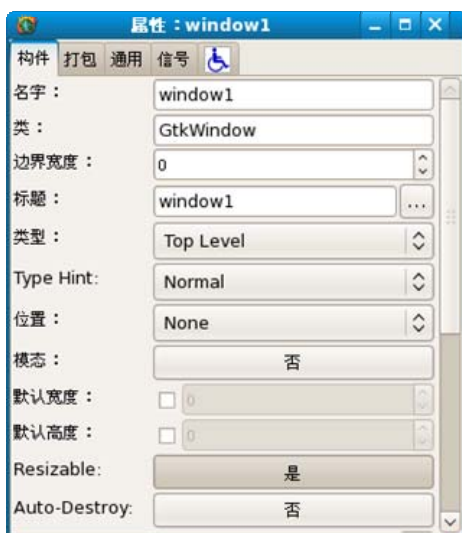 属性：window1
构件 打包 通用 信号
名字： window1
类： GtkWindow
边界宽度： 0
标题： window1 ...
类型： Top Level
Type Hint: Normal
位置： None
模态： 否
默认宽度： 0
默认高度： 0
Resizable: 是
Auto-Destroy: 否